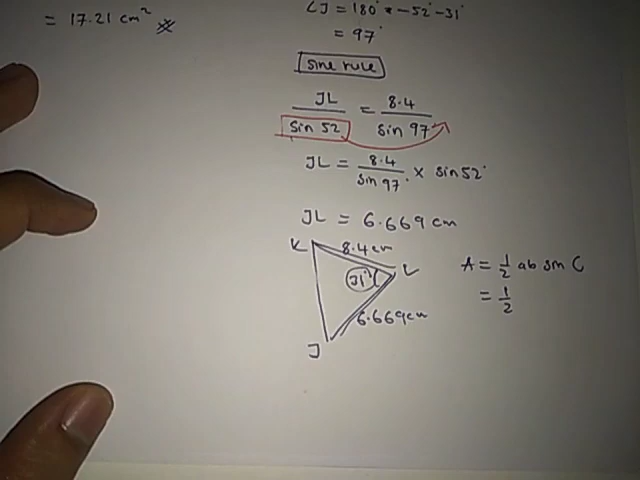 = 17.21 cm²
∠J = 180° - 52° - 31°
= 97°
sine rule
JL / sin 52 = 8.4 / sin 97
JL = 8.4 / sin 97° × sin 52°
JL = 6.669 cm
K
8.4 cm
L
31°
6.669 cm
J
A = 1/2 ab sin C
= 1/2